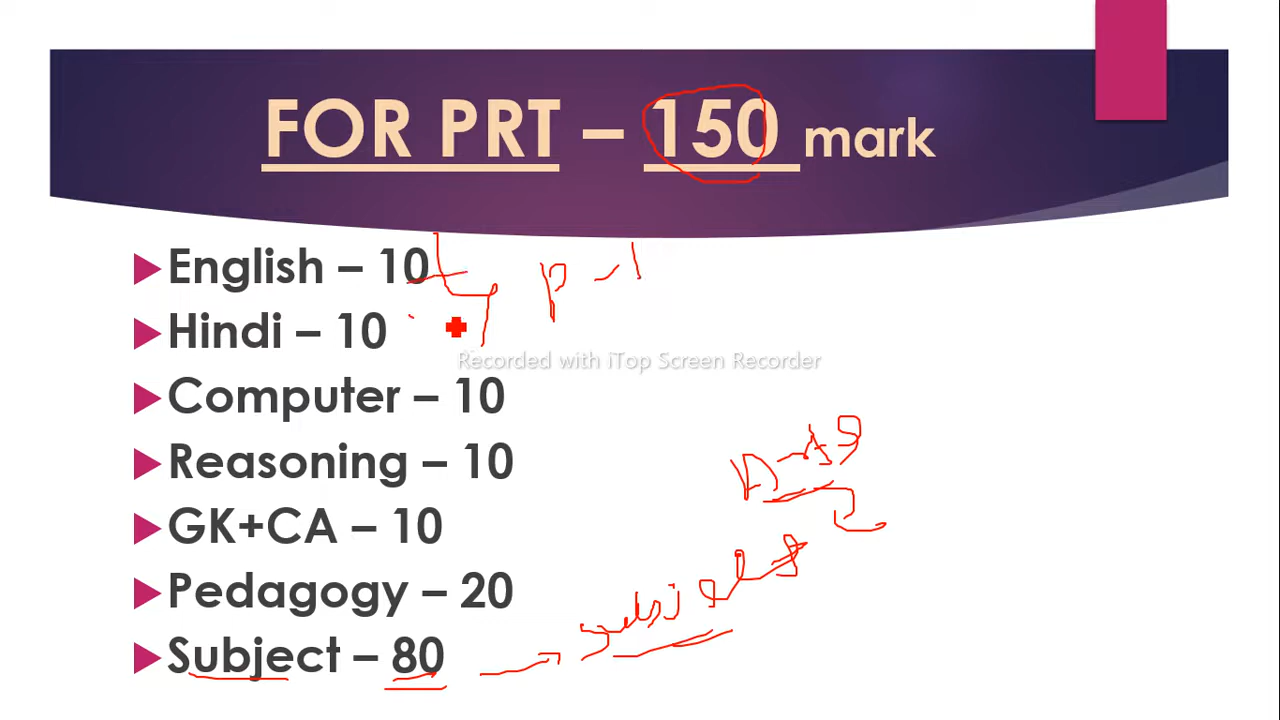 FOR PRT – 150 mark
English – 10
P - 1
Hindi – 10
Recorded with iTop Screen Recorder
Computer – 10
Reasoning – 10
GK+CA – 10
Pedagogy – 20
Subject – 80